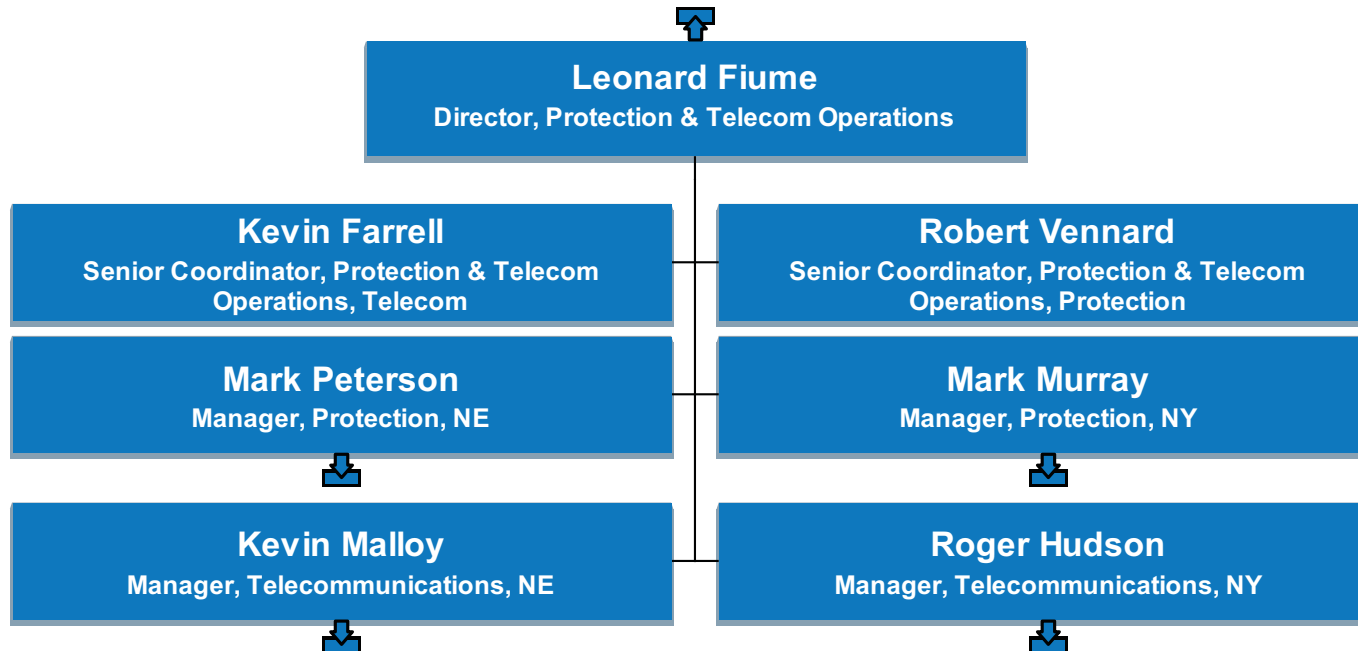 Leonard Fiume
Director, Protection & Telecom Operations
Kevin Farrell
Senior Coordinator, Protection & Telecom
Operations, Telecom
Robert Vennard
Senior Coordinator, Protection & Telecom
Operations, Protection
Mark Peterson
Manager, Protection, NE
Mark Murray
Manager, Protection, NY
Kevin Malloy
Manager, Telecommunications, NE
Roger Hudson
Manager, Telecommunications, NY